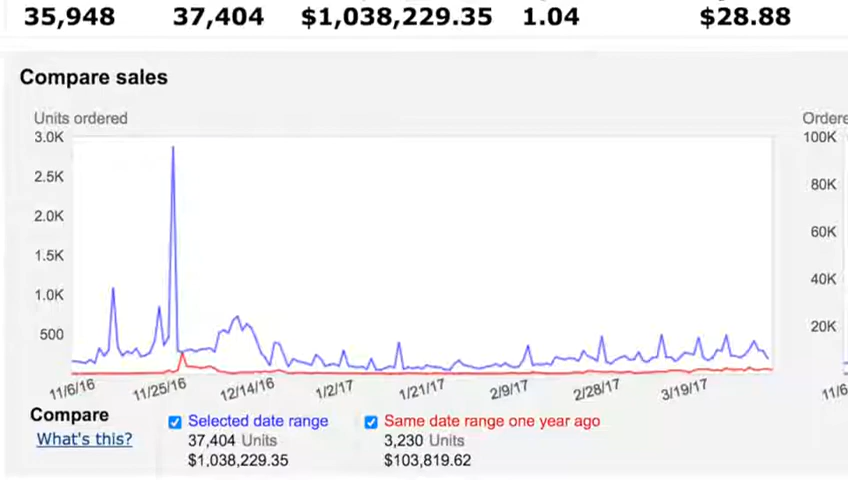 35,948 37,404 $1,038,229.35 1.04 $28.88
Compare sales
Units ordered
3.0K
2.5K
2.0K
1.5K
1.0K
500
11/6/16 11/25/16 12/14/16 1/2/17 1/21/17 2/9/17 2/28/17 3/19/17
Ordere
100K
80K
60K
40K
20K
11/6
Compare
What's this?
Selected date range
37,404 Units
$1,038,229.35
Same date range one year ago
3,230 Units
$103,819.62